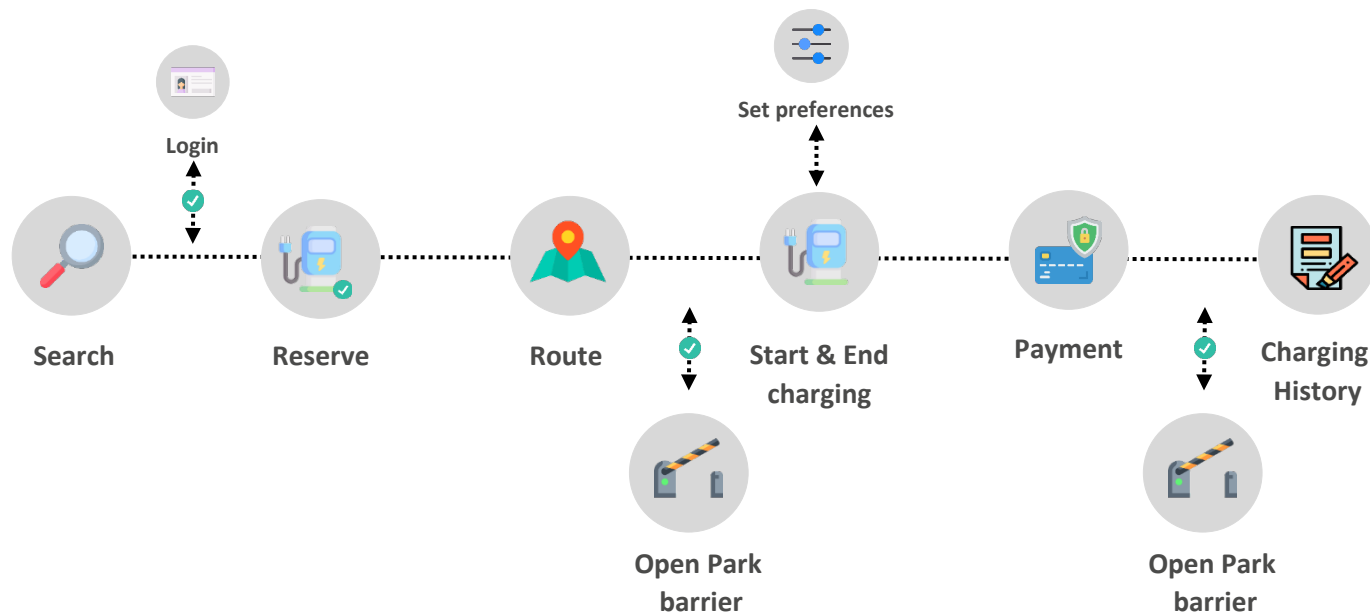 Set preferences
Login
Search
Reserve
Route
Start & End
charging
Payment
Charging
History
Open Park
barrier
Open Park
barrier